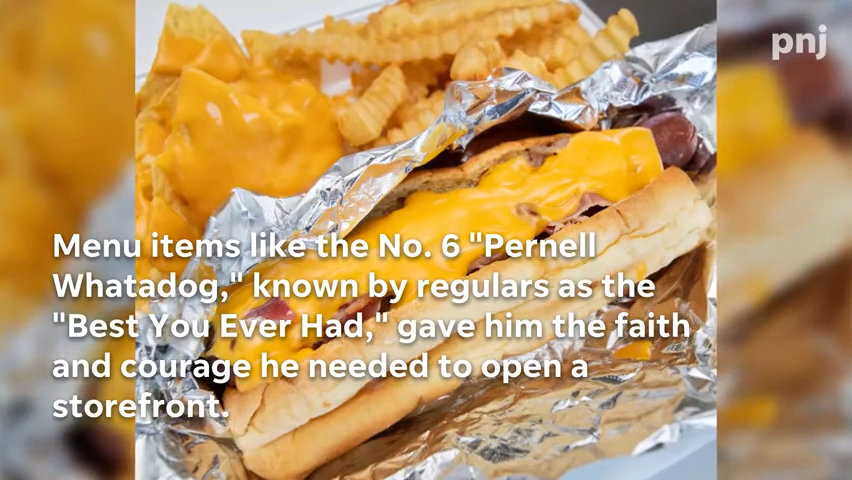 pnj
Menu items like the No. 6 "Pernell
Whatadog," known by regulars as the
"Best You Ever Had," gave him the faith
and courage he needed to open a
storefront.